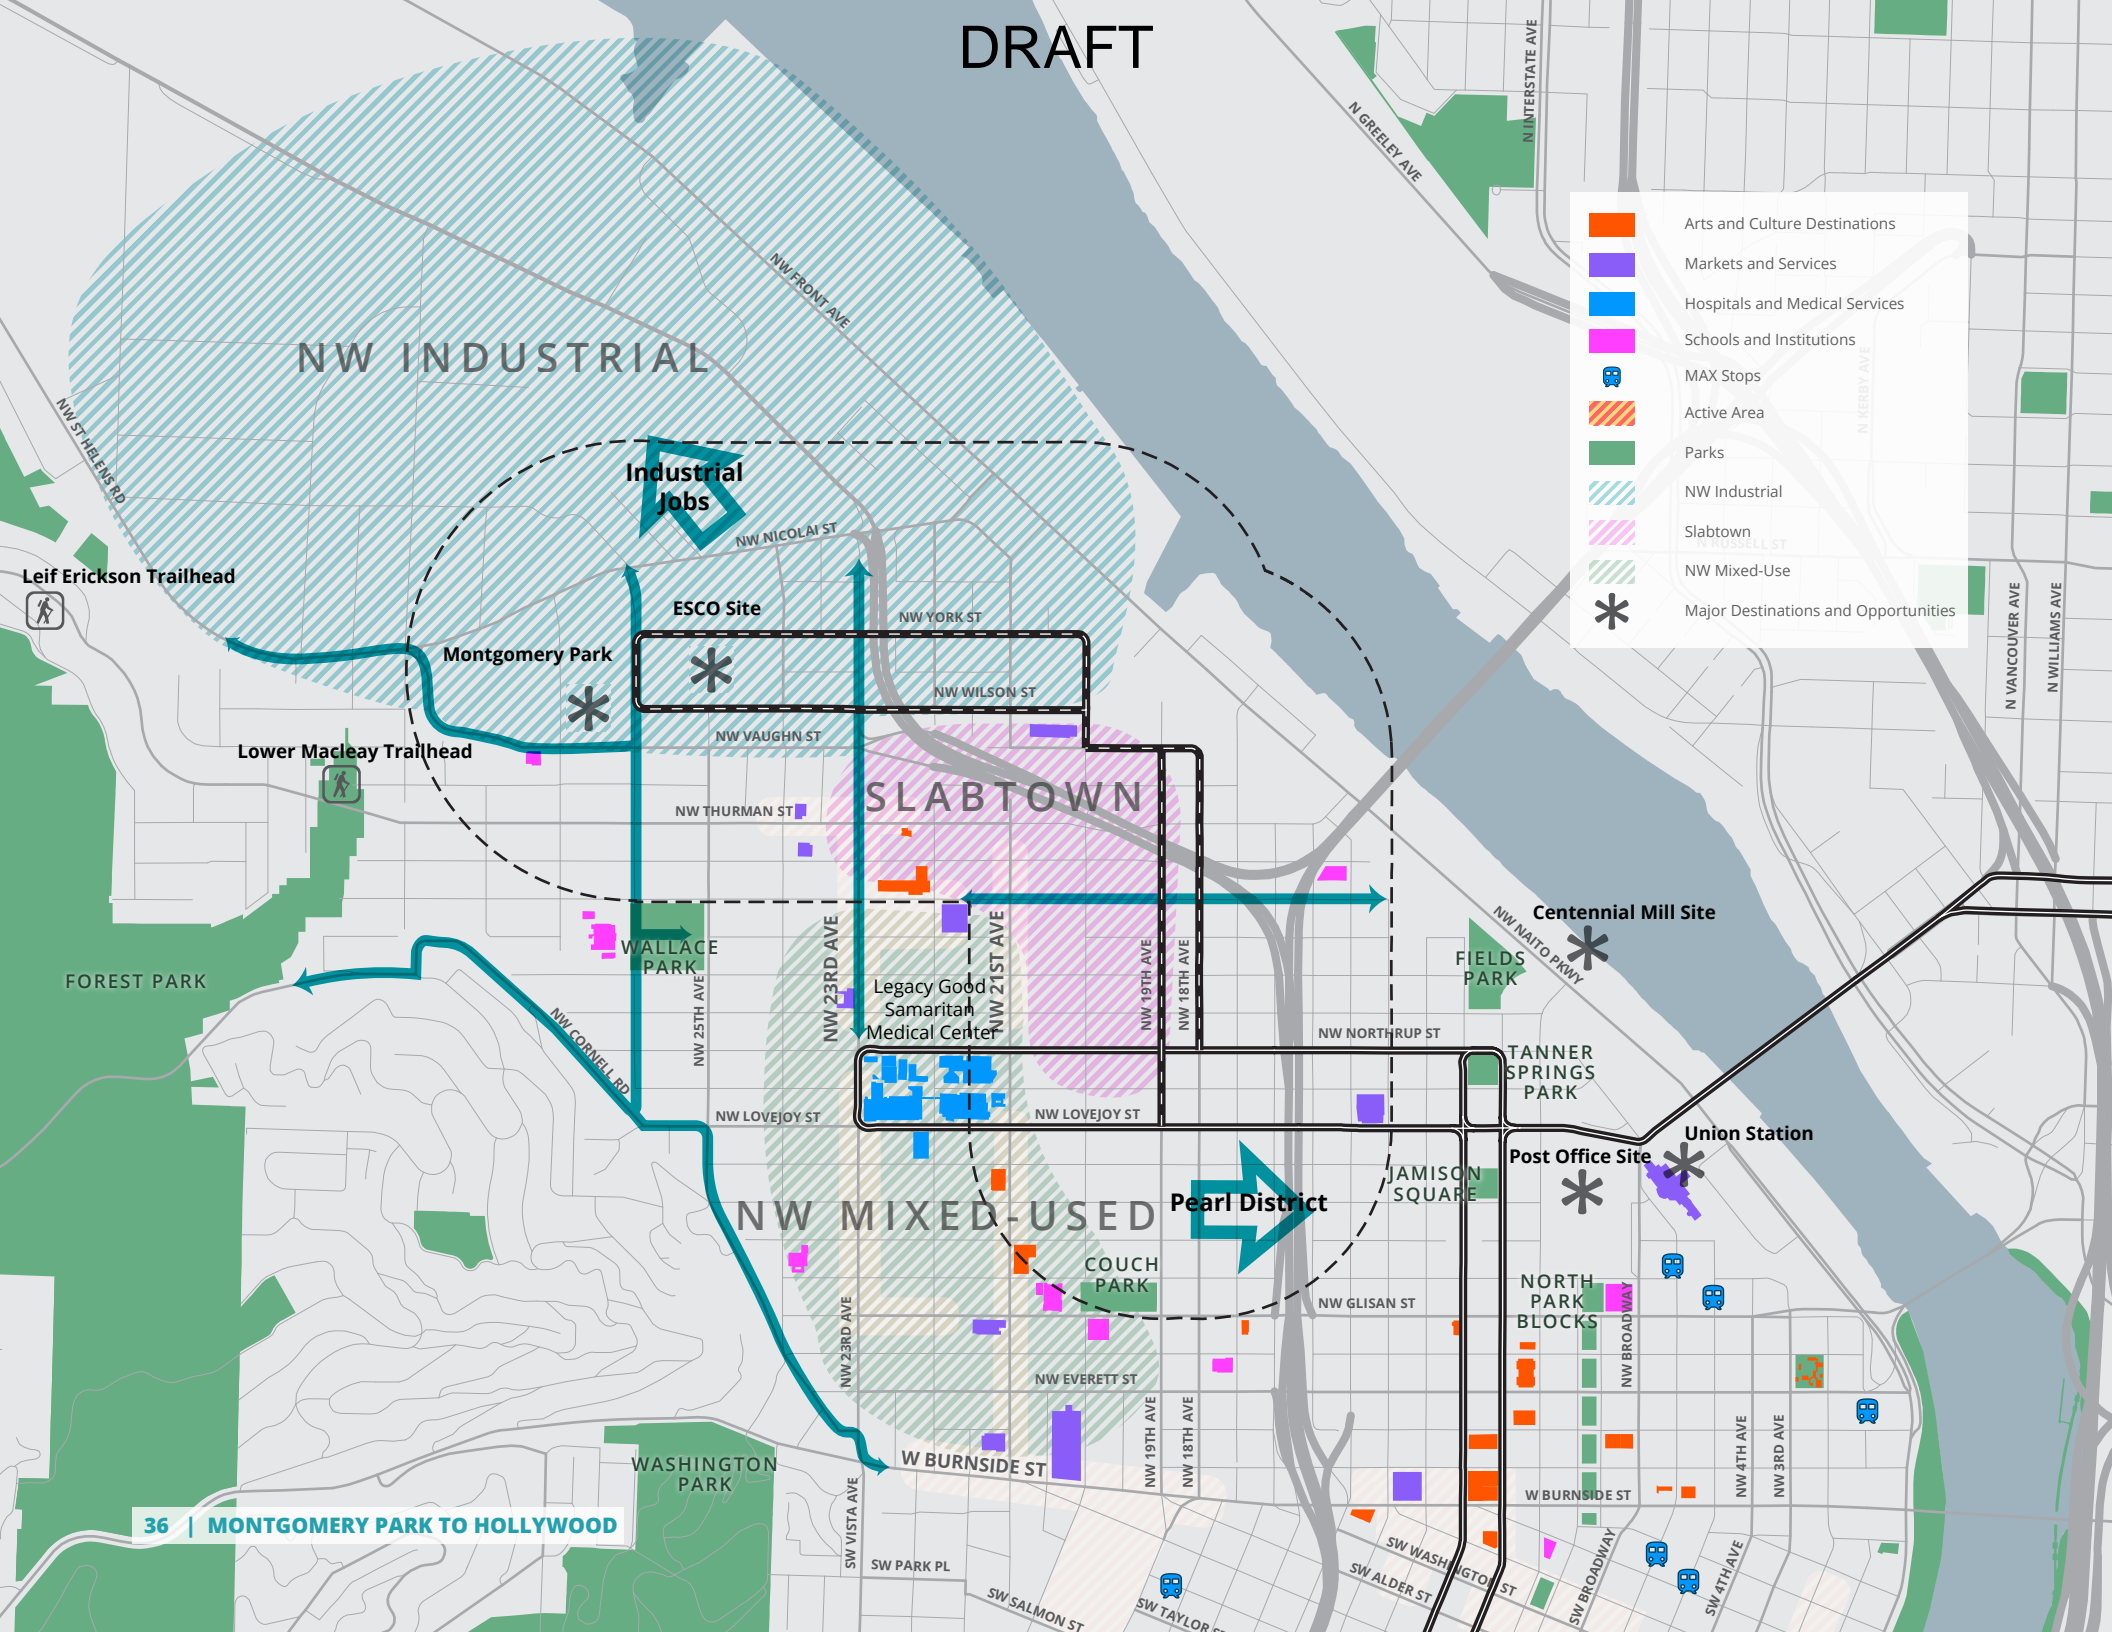 DRAFT
N INTERSTATE AVE
N GREELEY AVE
Arts and Culture Destinations
Markets and Services
Hospitals and Medical Services
Schools and Institutions
MAX Stops
Active Area
Parks
NW Industrial
Slabtown
NW Mixed-Use
Major Destinations and Opportunities
N KERBY AVE
N RUSSELL ST
N VANCOUVER AVE
N WILLIAMS AVE
NW FRONT AVE
NW INDUSTRIAL
NW ST HELENS RD
Industrial
Jobs
NW NICOLAI ST
Leif Erickson Trailhead
ESCO Site
NW YORK ST
Montgomery Park
NW WILSON ST
NW VAUGHN ST
Lower Macleay Trailhead
SLABTOWN
NW THURMAN ST
Centennial Mill Site
NW NAITO PKWY
WALLACE
PARK
FOREST PARK
NW 23RD AVE
NW 21ST AVE
NW 19TH AVE
NW 18TH AVE
FIELDS
PARK
NW 25TH AVE
Legacy Good
Samaritan
Medical Center
NW NORTHRUP ST
NW CORNELL RD
TANNER
SPRINGS
PARK
NW LOVEJOY ST
NW LOVEJOY ST
Union Station
Post Office Site
JAMISON
SQUARE
Pearl District
NW MIXED-USED
COUCH
PARK
NW GLISAN ST
NORTH
PARK
BLOCKS
NW BROADWAY
NW 23RD AVE
NW EVERETT ST
NW 19TH AVE
NW 18TH AVE
NW 4TH AVE
NW 3RD AVE
W BURNSIDE ST
WASHINGTON
PARK
W BURNSIDE ST
SW VISTA AVE
36 | MONTGOMERY PARK TO HOLLYWOOD
SW PARK PL
SW SALMON ST
SW TAYLOR ST
SW WASHINGTON ST
SW ALDER ST
SW BROADWAY
SW 4TH AVE